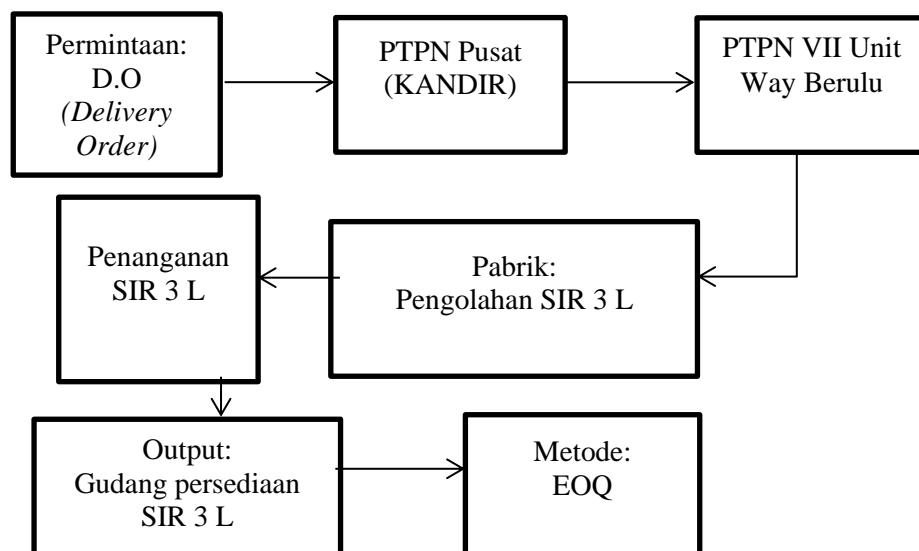 Permintaan:
D.O
(Delivery
Order)
PTPN Pusat
(KANDIR)
PTPN VII Unit
Way Berulu
Pabrik:
Pengolahan SIR 3 L
Penanganan
SIR 3 L
Output:
Gudang persediaan
SIR 3 L
Metode:
EOQ